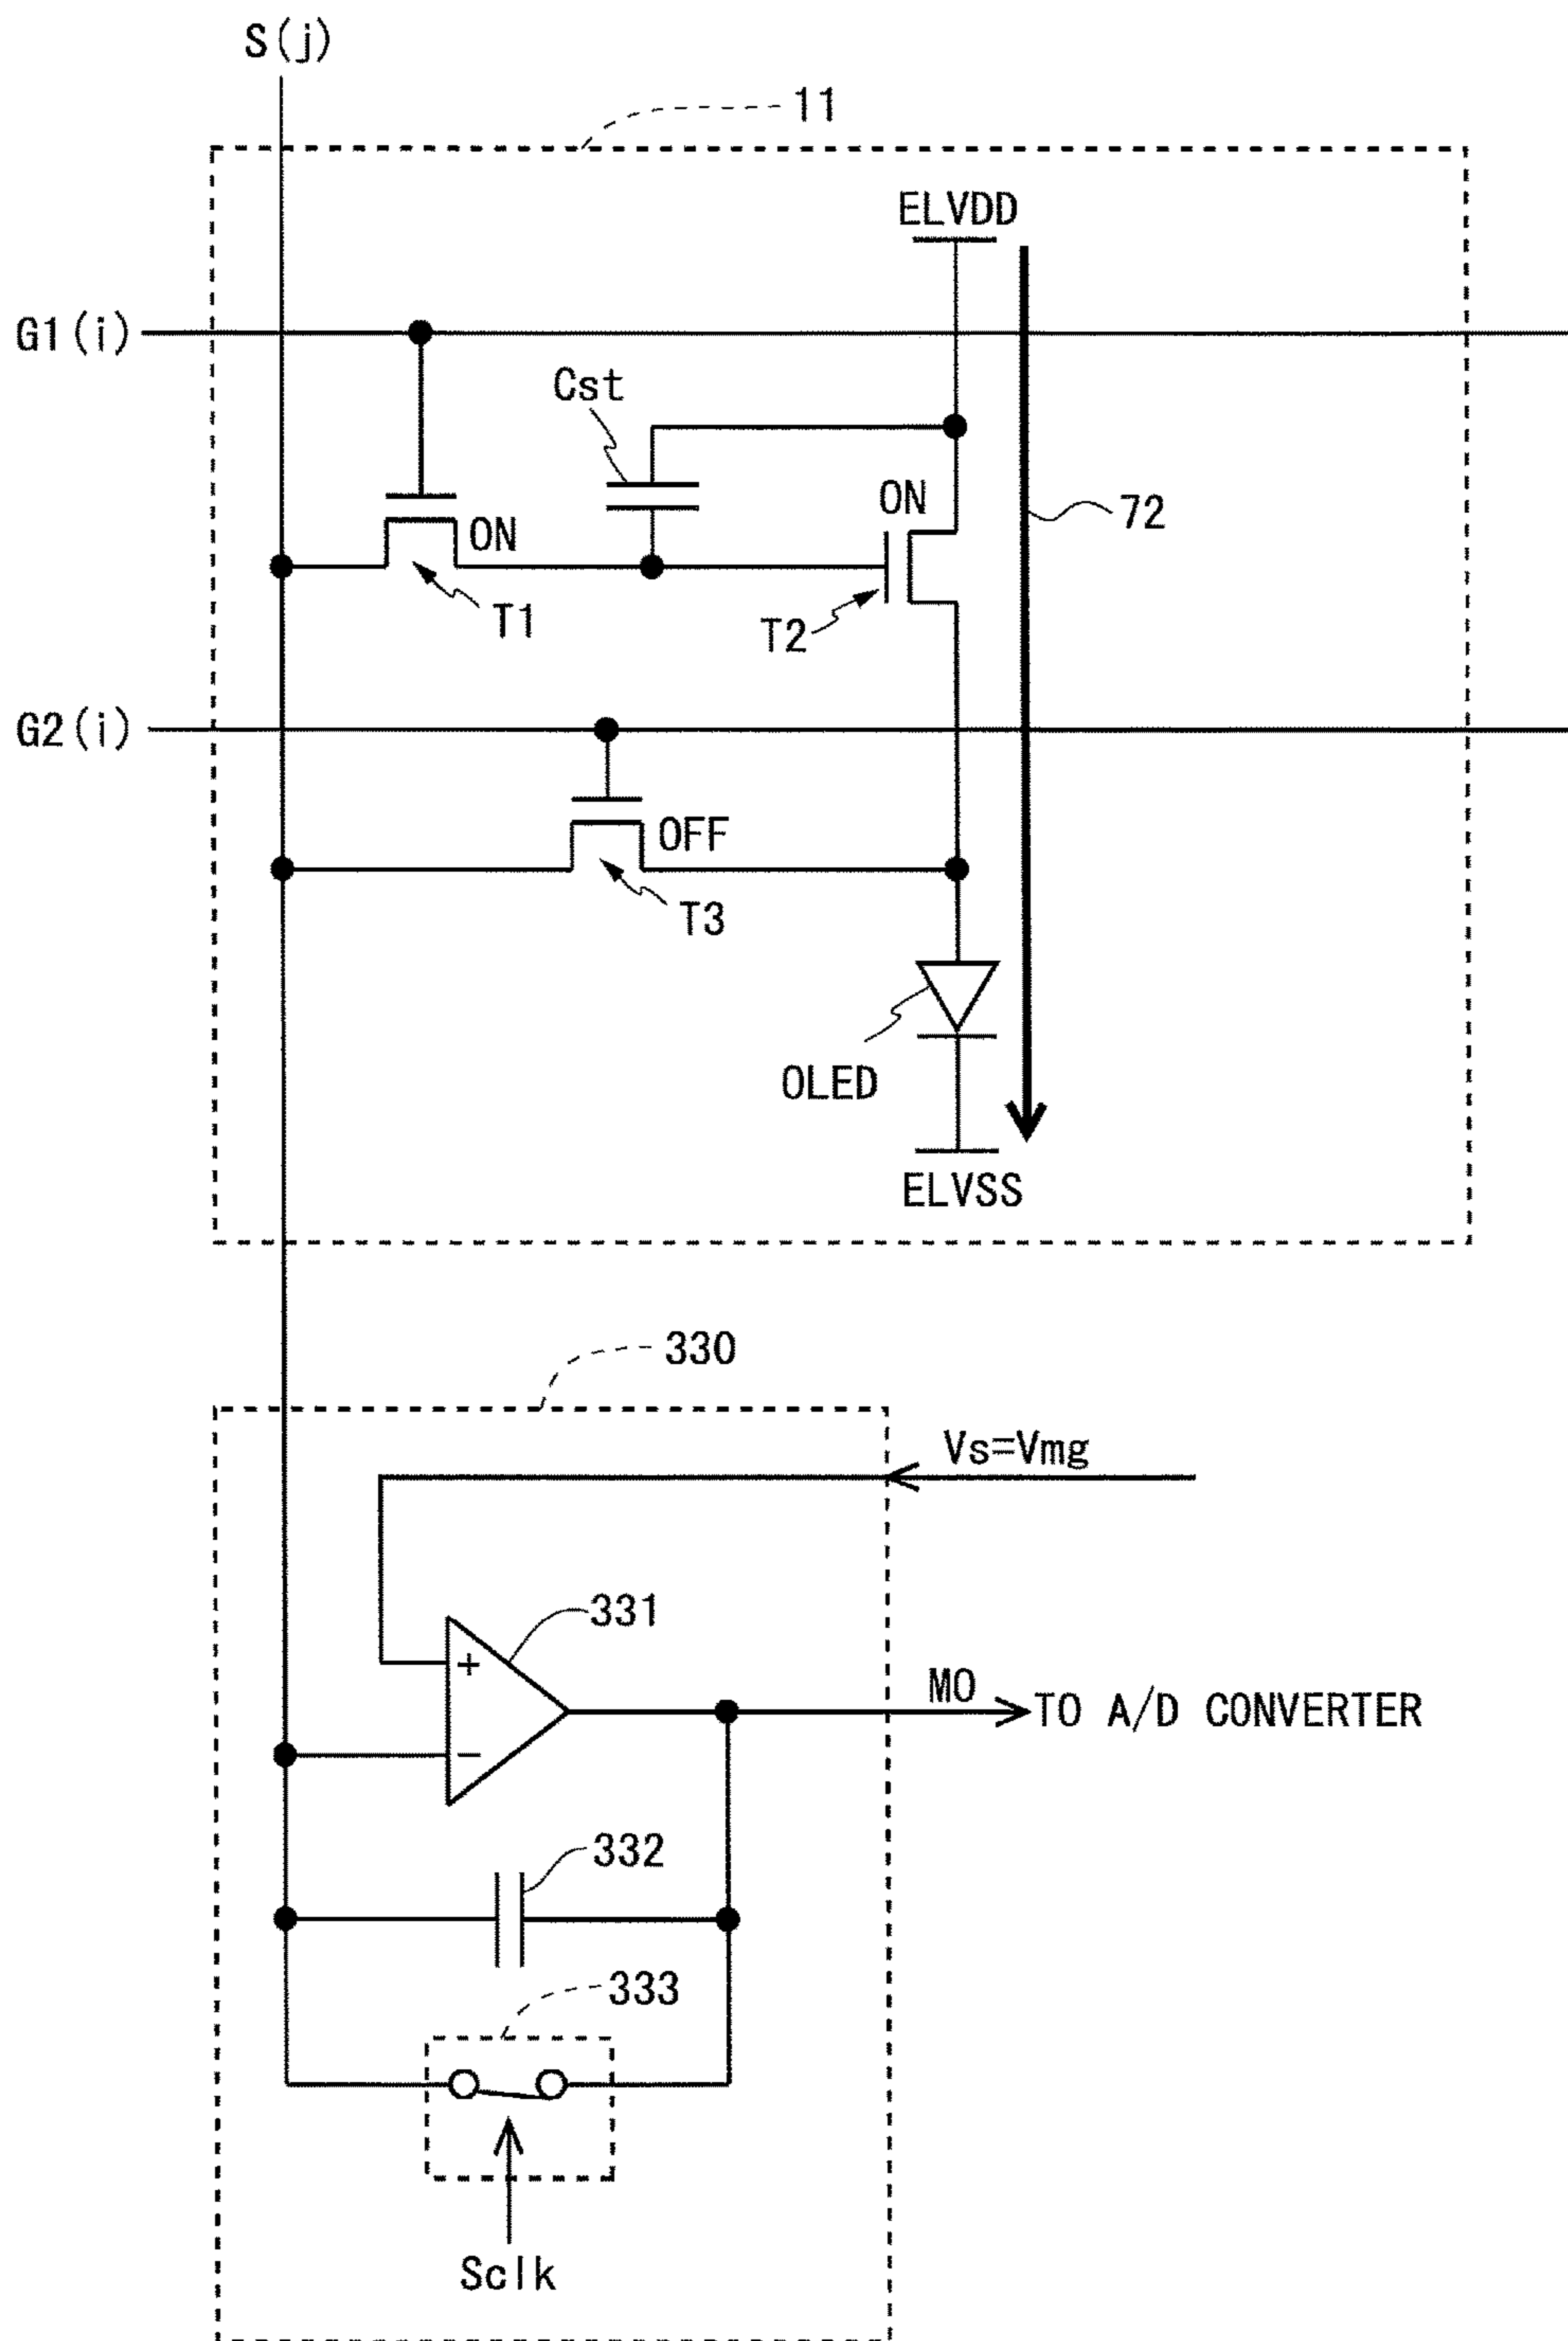 S(j)
11
ELVDD
G1(i)
Cst
ON
72
ON
T1
T2
G2(i)
OFF
T3
OLED
ELVSS
330
Vs=Vmg
331
+
MO
TO A/D CONVERTER
−
332
333
Sclk